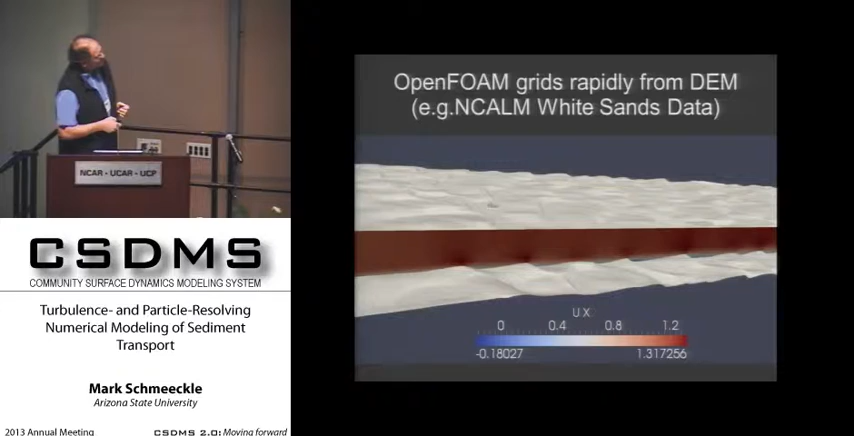 OpenFOAM grids rapidly from DEM
(e.g.NCALM White Sands Data)
U X
0 0.4 0.8 1.2
-0.18027 1.317256
NCAR - UCAR - UCP
CSDMS
COMMUNITY SURFACE DYNAMICS MODELING SYSTEM
Turbulence- and Particle-Resolving
Numerical Modeling of Sediment
Transport
Mark Schmeeckle
Arizona State University
2013 Annual Meeting
CSDMS 2.0: Moving forward